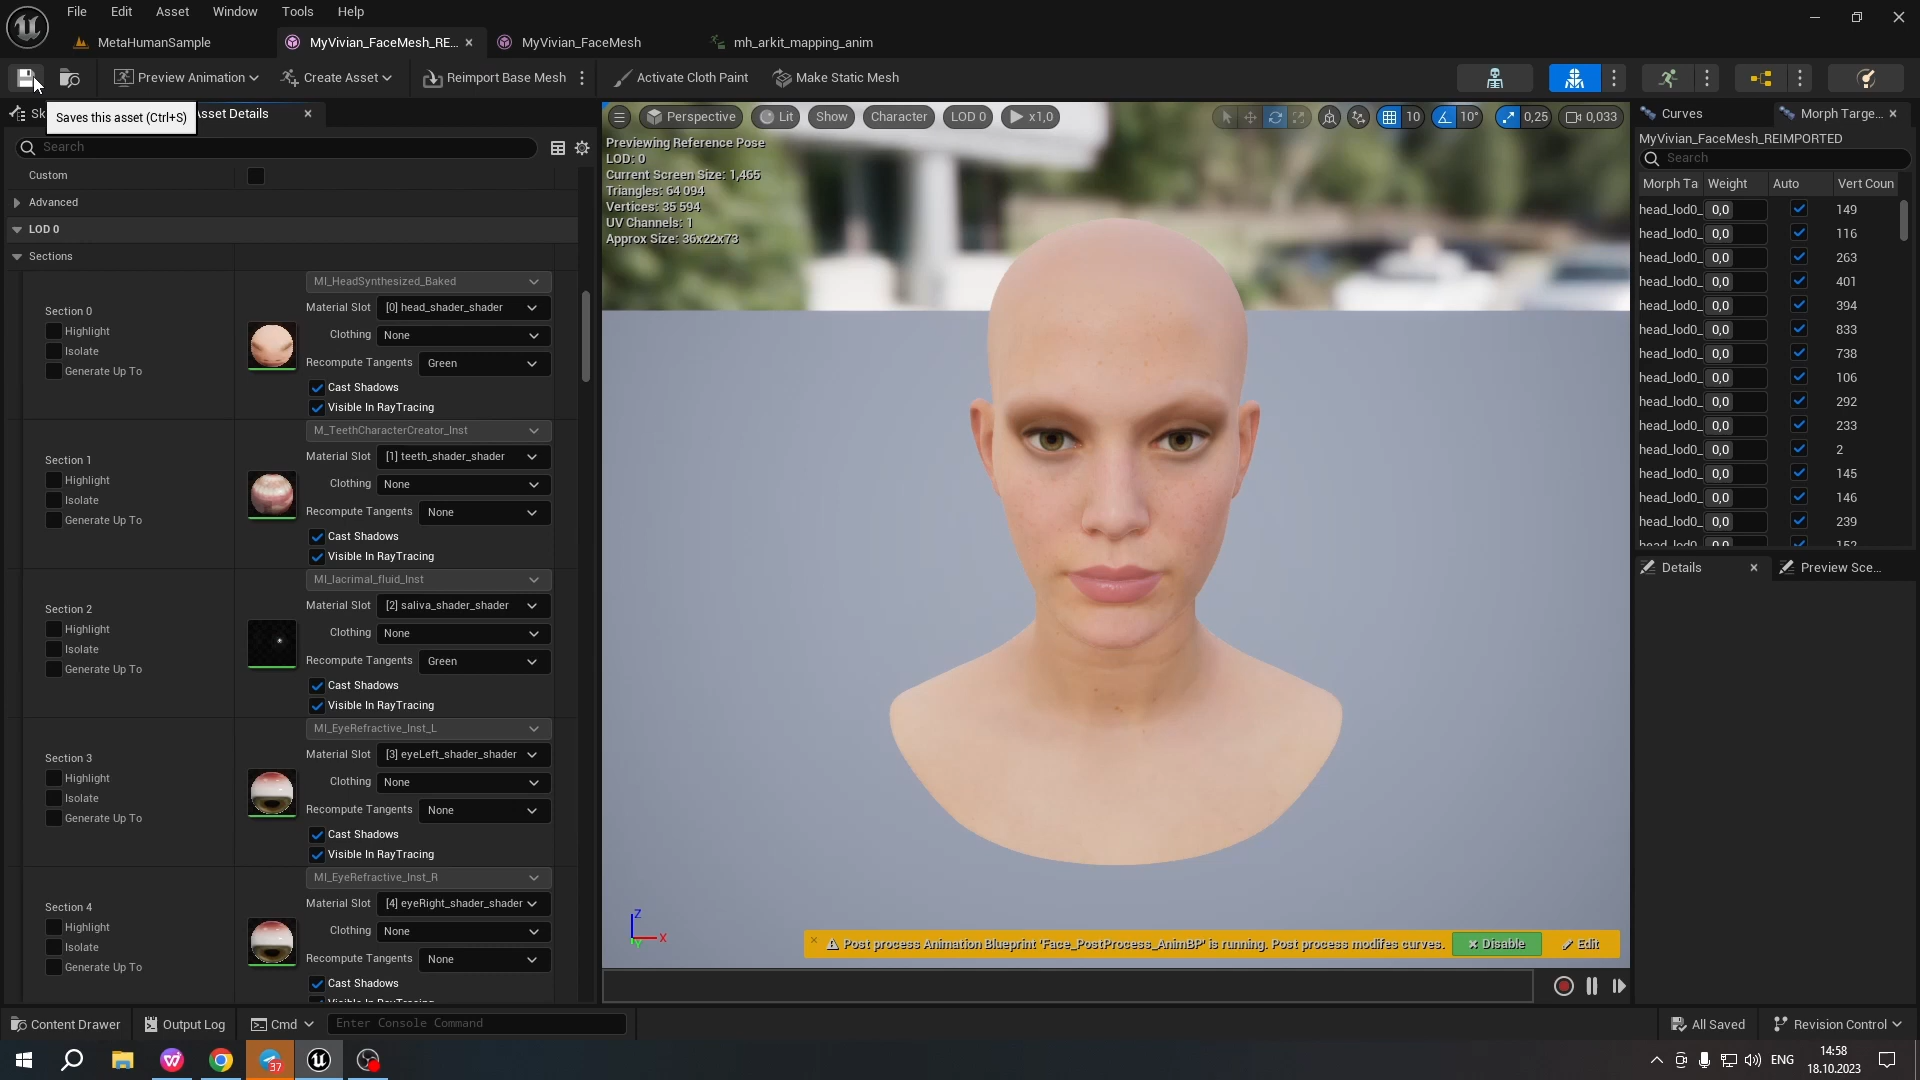 File Edit Asset Window Tools Help
MetaHumanSample MyVivian_FaceMesh_RE... MyVivian_FaceMesh mh_arkit_mapping_anim
Preview Animation Create Asset Reimport Base Mesh Activate Cloth Paint Make Static Mesh
Saves this asset (Ctrl+S)
Sk Asset Details
Search
Custom
Advanced
LOD 0
Sections
Section 0
Highlight
Isolate
Generate Up To
MI_HeadSynthesized_Baked
Material Slot [0] head_shader_shader
Clothing None
Recompute Tangents Green
Cast Shadows
Visible In RayTracing
Section 1
Highlight
Isolate
Generate Up To
M_TeethCharacterCreator_Inst
Material Slot [1] teeth_shader_shader
Clothing None
Recompute Tangents None
Cast Shadows
Visible In RayTracing
Section 2
Highlight
Isolate
Generate Up To
MI_lacrimal_fluid_Inst
Material Slot [2] saliva_shader_shader
Clothing None
Recompute Tangents Green
Cast Shadows
Visible In RayTracing
Section 3
Highlight
Isolate
Generate Up To
MI_EyeRefractive_Inst_L
Material Slot [3] eyeLeft_shader_shader
Clothing None
Recompute Tangents None
Cast Shadows
Visible In RayTracing
Section 4
Highlight
Isolate
Generate Up To
MI_EyeRefractive_Inst_R
Material Slot [4] eyeRight_shader_shader
Clothing None
Recompute Tangents None
Cast Shadows
Visible In RayTracing
Perspective Lit Show Character LOD 0 x1,0 10 10° 0,25 0,033
Previewing Reference Pose
LOD: 0
Current Screen Size: 1,465
Triangles: 64 094
Vertices: 35 594
UV Channels: 1
Approx Size: 36x22x73
Z
X
Y
Post process Animation Blueprint 'Face_PostProcess_AnimBP' is running. Post process modifes curves. Disable Edit
Curves Morph Targe...
MyVivian_FaceMesh_REIMPORTED
Search
Morph Ta Weight Auto Vert Coun
head_lod0_ 0,0 149
head_lod0_ 0,0 116
head_lod0_ 0,0 263
head_lod0_ 0,0 401
head_lod0_ 0,0 394
head_lod0_ 0,0 833
head_lod0_ 0,0 738
head_lod0_ 0,0 106
head_lod0_ 0,0 292
head_lod0_ 0,0 233
head_lod0_ 0,0 2
head_lod0_ 0,0 145
head_lod0_ 0,0 146
head_lod0_ 0,0 239
head_lod0_ 0,0 152
Details Preview Sce...
Content Drawer Output Log Cmd Enter Console Command All Saved Revision Control
37 ENG
14:58
18.10.2023